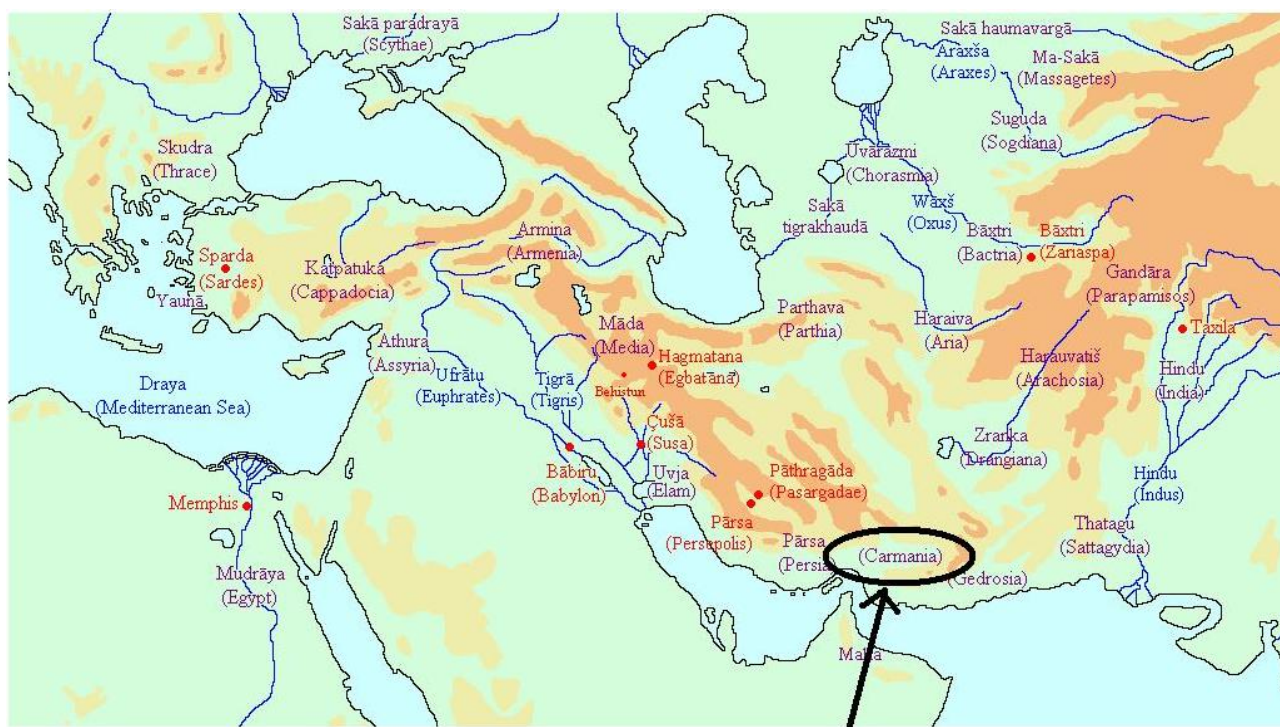 Sakā paradrayā
(Scythae)
Sakā haumavargā
Araxša
(Araxes)
Ma-Sakā
(Massagetes)
Suguda
(Sogdiana)
Skudra
(Thrace)
Uvārazmi
(Chorasmia)
Waxš
(Oxus)
Sakā
tigrakhaudā
Armina
(Armenia)
Bāxtri
(Bactria)
Bāxtri
(Zariaspa)
Sparda
(Sardes)
Yaunā
Katpatuka
(Cappadocia)
Gandāra
(Parapamisos)
Taxila
Parthava
(Parthia)
Haraiva
(Aria)
Athura
(Assyria)
Māda
(Media)
Hagmatana
(Egbatana)
Behistun
Harauvatiš
(Arachosia)
Hindu
(India)
Draya
(Mediterranean Sea)
Ufrātu
(Euphrates)
Tigrā
(Tigris)
Çušā
(Susa)
Zranka
(Drangiana)
Bābiru
(Babylon)
Uvja
(Elam)
Pāthragāda
(Pasargadae)
Hindu
(Indus)
Memphis
Pārsa
(Persepolis)
Pārsa
(Persia)
(Carmania)
(Gedrosia)
Thatagu
(Sattagydia)
Mudrāya
(Egypt)
Maka